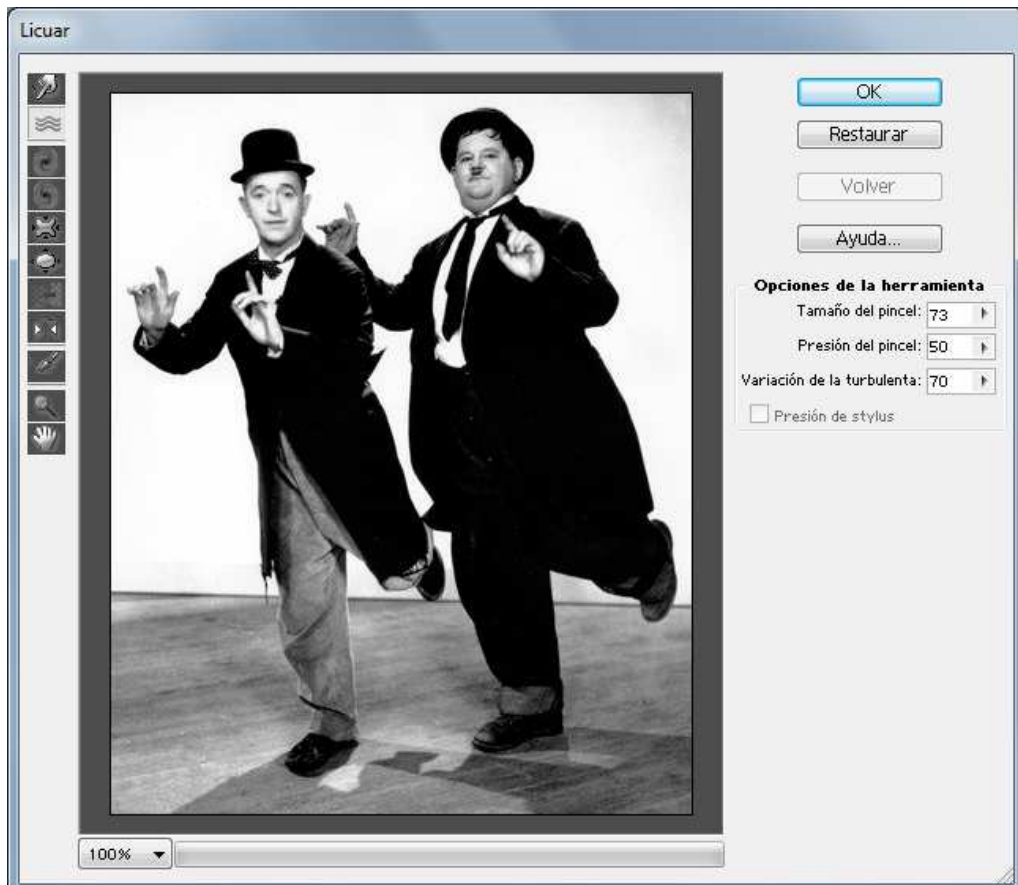 Licuar
OK
Restaurar
Volver
Ayuda...
Opciones de la herramienta
Tamaño del pincel: 73
Presión del pincel: 50
Variación de la turbulenta: 70
Presión de stylus
100%